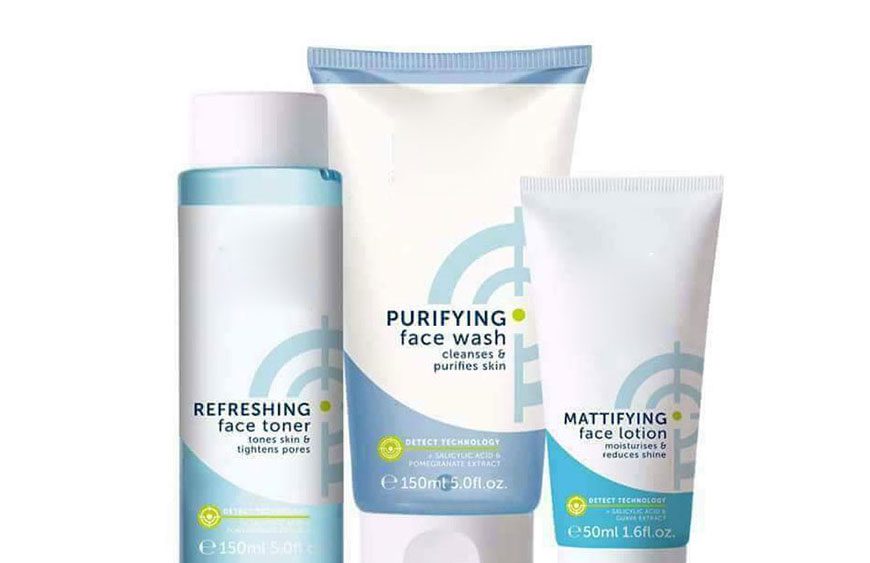 REFRESHING
face toner
tones skin &
tightens pores
DETECT TECHNOLOGY
℮150ml 5.0fl.
PURIFYING
face wash
cleanses &
purifies skin
DETECT TECHNOLOGY
+ SALICYLIC ACID &
POMEGRANATE EXTRACT
℮150ml 5.0fl.oz.
MATTIFYING
face lotion
moisturises &
reduces shine
DETECT TECHNOLOGY
+ SALICYLIC ACID &
GUAVA EXTRACT
℮50ml 1.6fl.oz.